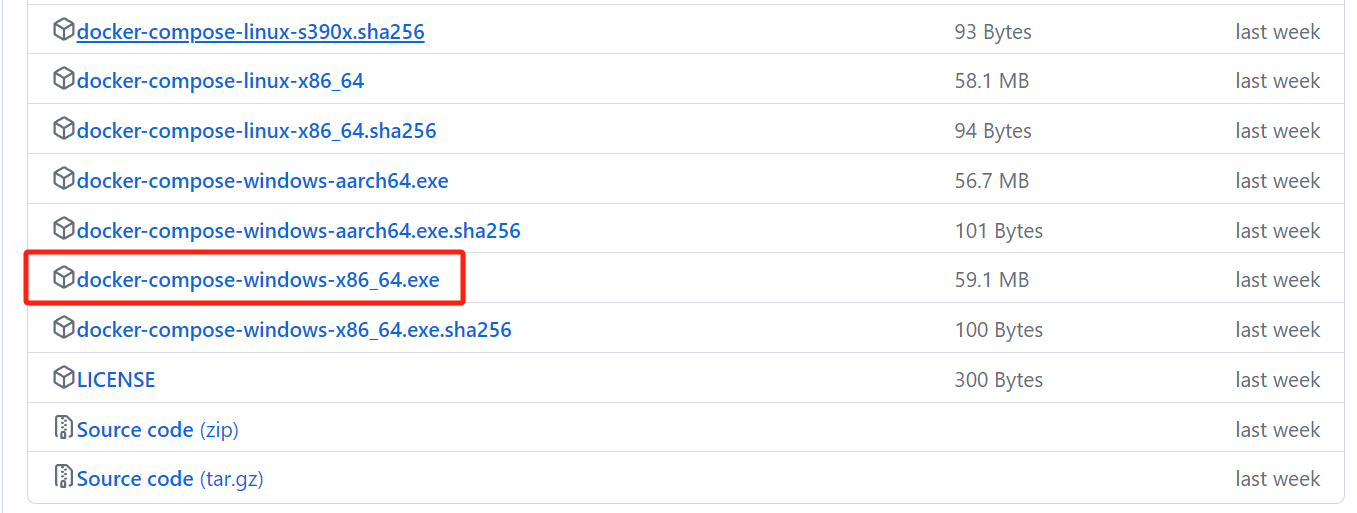 docker-compose-linux-s390x.sha256 93 Bytes last week
docker-compose-linux-x86_64 58.1 MB last week
docker-compose-linux-x86_64.sha256 94 Bytes last week
docker-compose-windows-aarch64.exe 56.7 MB last week
docker-compose-windows-aarch64.exe.sha256 101 Bytes last week
docker-compose-windows-x86_64.exe 59.1 MB last week
docker-compose-windows-x86_64.exe.sha256 100 Bytes last week
LICENSE 300 Bytes last week
Source code (zip) last week
Source code (tar.gz) last week